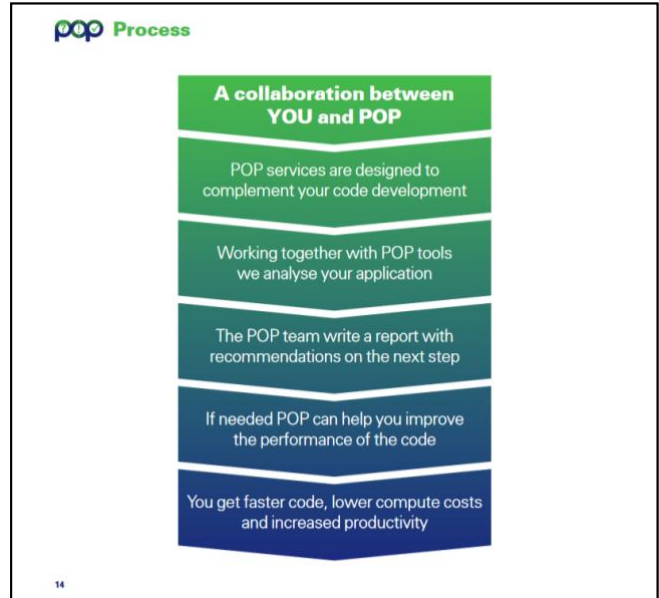 pop Process
A collaboration between
YOU and POP
POP services are designed to
complement your code development
Working together with POP tools
we analyse your application
The POP team write a report with
recommendations on the next step
If needed POP can help you improve
the performance of the code
You get faster code, lower compute costs
and increased productivity
14